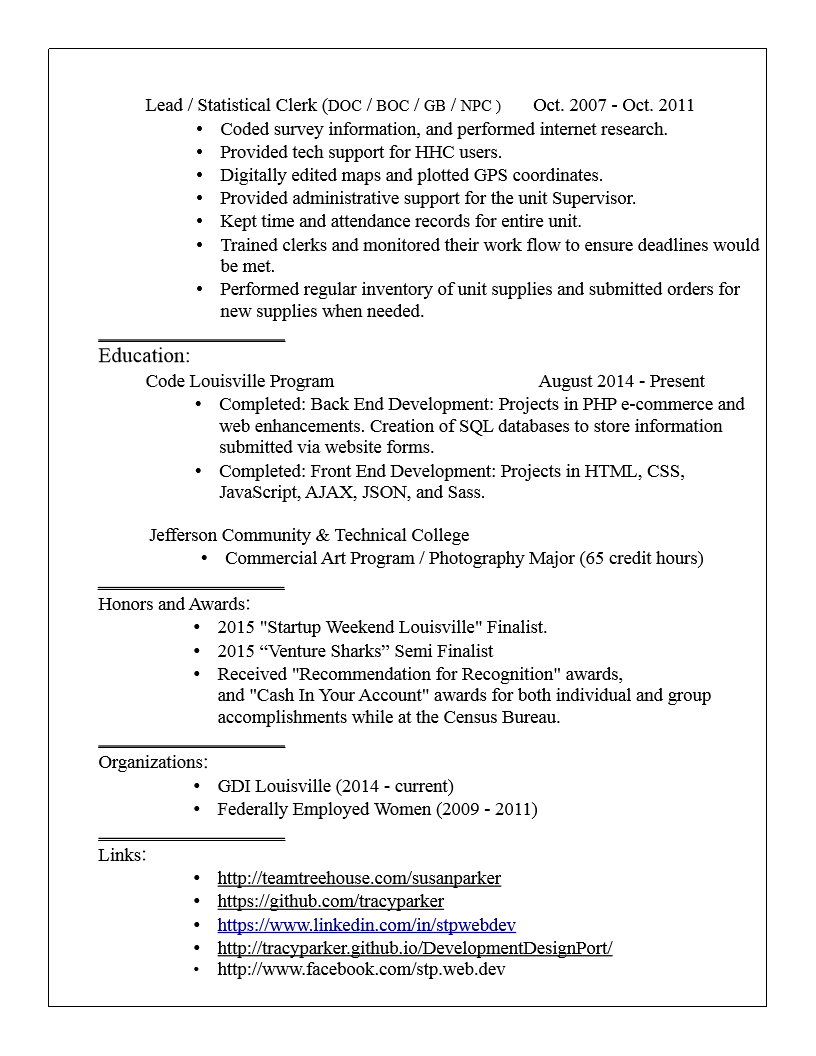 Lead / Statistical Clerk (DOC / BOC / GB / NPC ) Oct. 2007 - Oct. 2011
• Coded survey information, and performed internet research.
• Provided tech support for HHC users.
• Digitally edited maps and plotted GPS coordinates.
• Provided administrative support for the unit Supervisor.
• Kept time and attendance records for entire unit.
• Trained clerks and monitored their work flow to ensure deadlines would
be met.
• Performed regular inventory of unit supplies and submitted orders for
new supplies when needed.
Education:
Code Louisville Program August 2014 - Present
• Completed: Back End Development: Projects in PHP e-commerce and
web enhancements. Creation of SQL databases to store information
submitted via website forms.
• Completed: Front End Development: Projects in HTML, CSS,
JavaScript, AJAX, JSON, and Sass.
Jefferson Community & Technical College
• Commercial Art Program / Photography Major (65 credit hours)
Honors and Awards:
• 2015 "Startup Weekend Louisville" Finalist.
• 2015 “Venture Sharks” Semi Finalist
• Received "Recommendation for Recognition" awards,
and "Cash In Your Account" awards for both individual and group
accomplishments while at the Census Bureau.
Organizations:
• GDI Louisville (2014 - current)
• Federally Employed Women (2009 - 2011)
Links:
• http://teamtreehouse.com/susanparker
• https://github.com/tracyparker
• https://www.linkedin.com/in/stpwebdev
• http://tracyparker.github.io/DevelopmentDesignPort/
• http://www.facebook.com/stp.web.dev